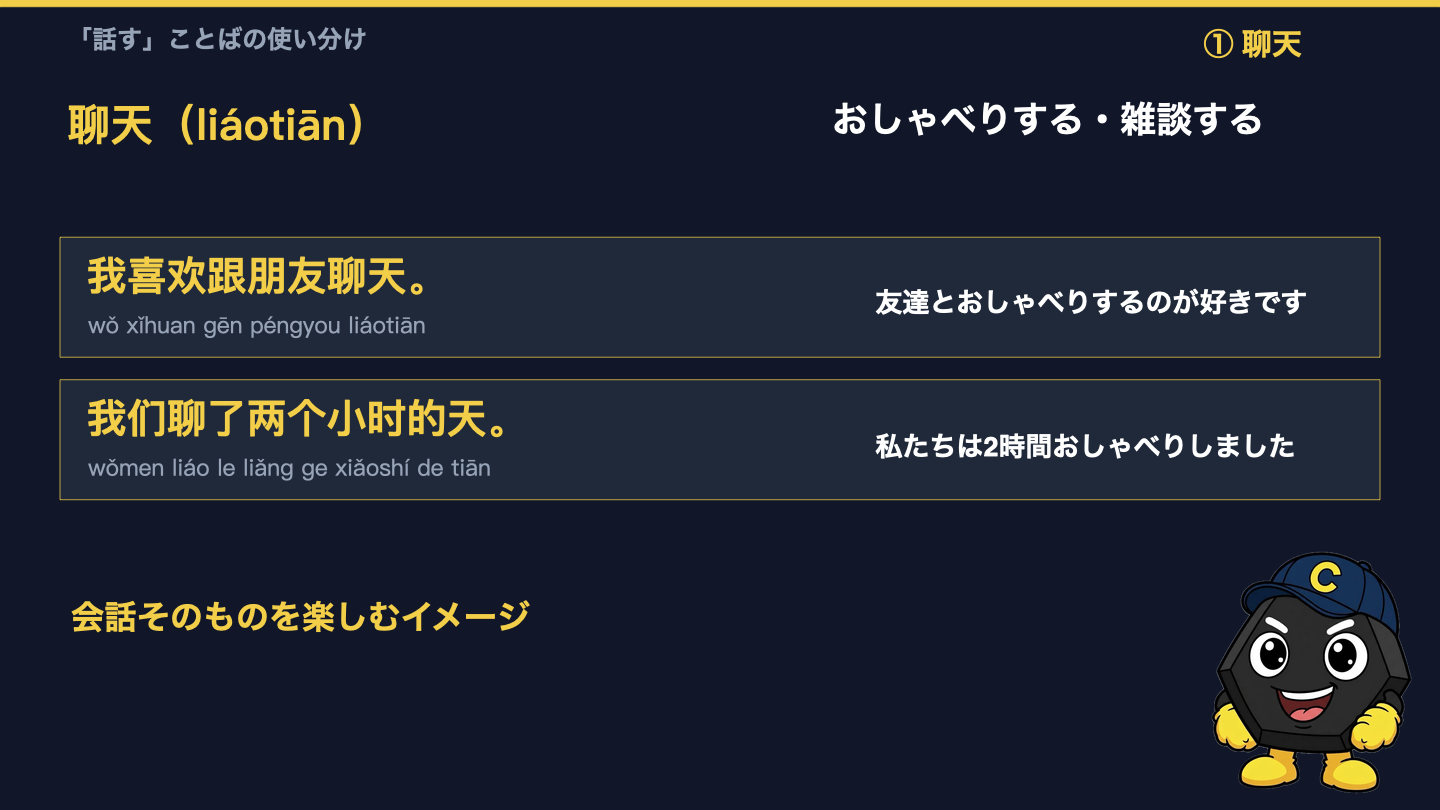 「話す」ことばの使い分け
① 聊天
聊天（liáotiān）
おしゃべりする・雑談する
我喜欢跟朋友聊天。
wǒ xǐhuan gēn péngyou liáotiān
友達とおしゃべりするのが好きです
我们聊了两个小时的天。
wǒmen liáo le liǎng ge xiǎoshí de tiān
私たちは2時間おしゃべりしました
会話そのものを楽しむイメージ
C